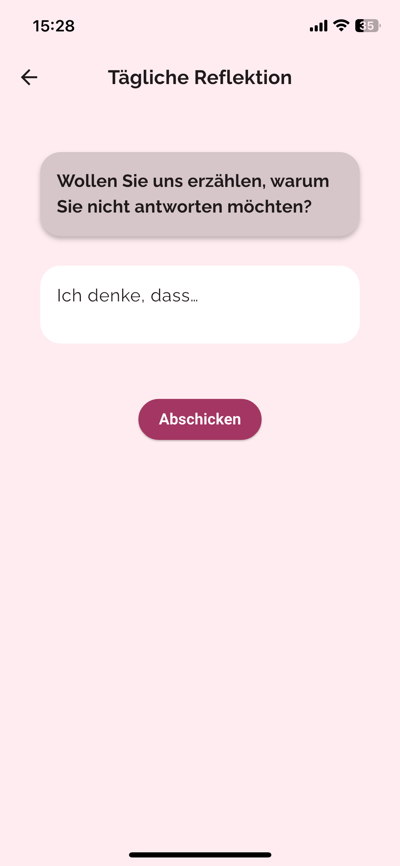 15:28
35
Tägliche Reflektion
Wollen Sie uns erzählen, warum
Sie nicht antworten möchten?
Ich denke, dass…
Abschicken